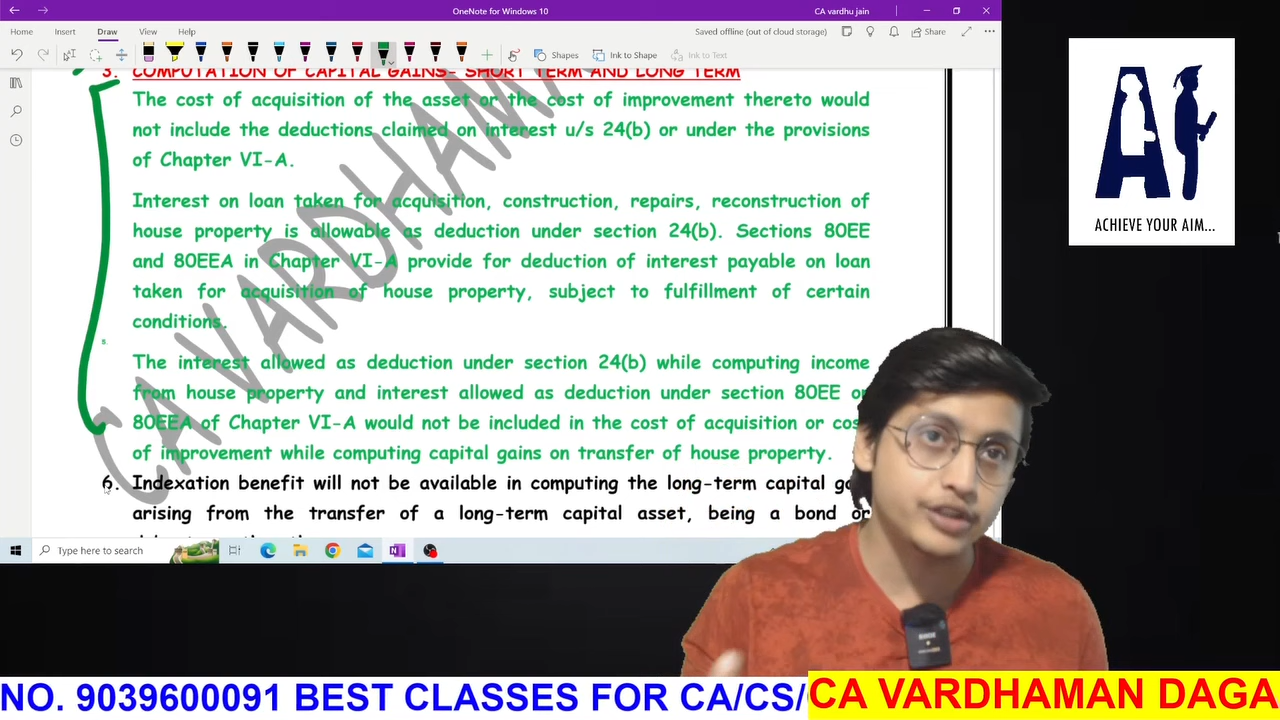 OneNote for Windows 10
CA vardhu jain
Home Insert Draw View Help
Saved offline (out of cloud storage)
Share
Shapes
Ink to Shape
Ink to Text
3. COMPUTATION OF CAPITAL GAINS- SHORT TERM AND LONG TERM
The cost of acquisition of the asset or the cost of improvement thereto would
not include the deductions claimed on interest u/s 24(b) or under the provisions
of Chapter VI-A.
Interest on loan taken for acquisition, construction, repairs, reconstruction of
house property is allowable as deduction under section 24(b). Sections 80EE
and 80EEA in Chapter VI-A provide for deduction of interest payable on loan
taken for acquisition of house property, subject to fulfillment of certain
conditions.
The interest allowed as deduction under section 24(b) while computing income
from house property and interest allowed as deduction under section 80EE or
80EEA of Chapter VI-A would not be included in the cost of acquisition or cos
of improvement while computing capital gains on transfer of house property.
6. Indexation benefit will not be available in computing the long-term capital ga
arising from the transfer of a long-term capital asset, being a bond or
CA VARDHAMA
Type here to search
AI
ACHIEVE YOUR AIM...
NO. 9039600091 BEST CLASSES FOR CA/CS/
CA VARDHAMAN DAGA